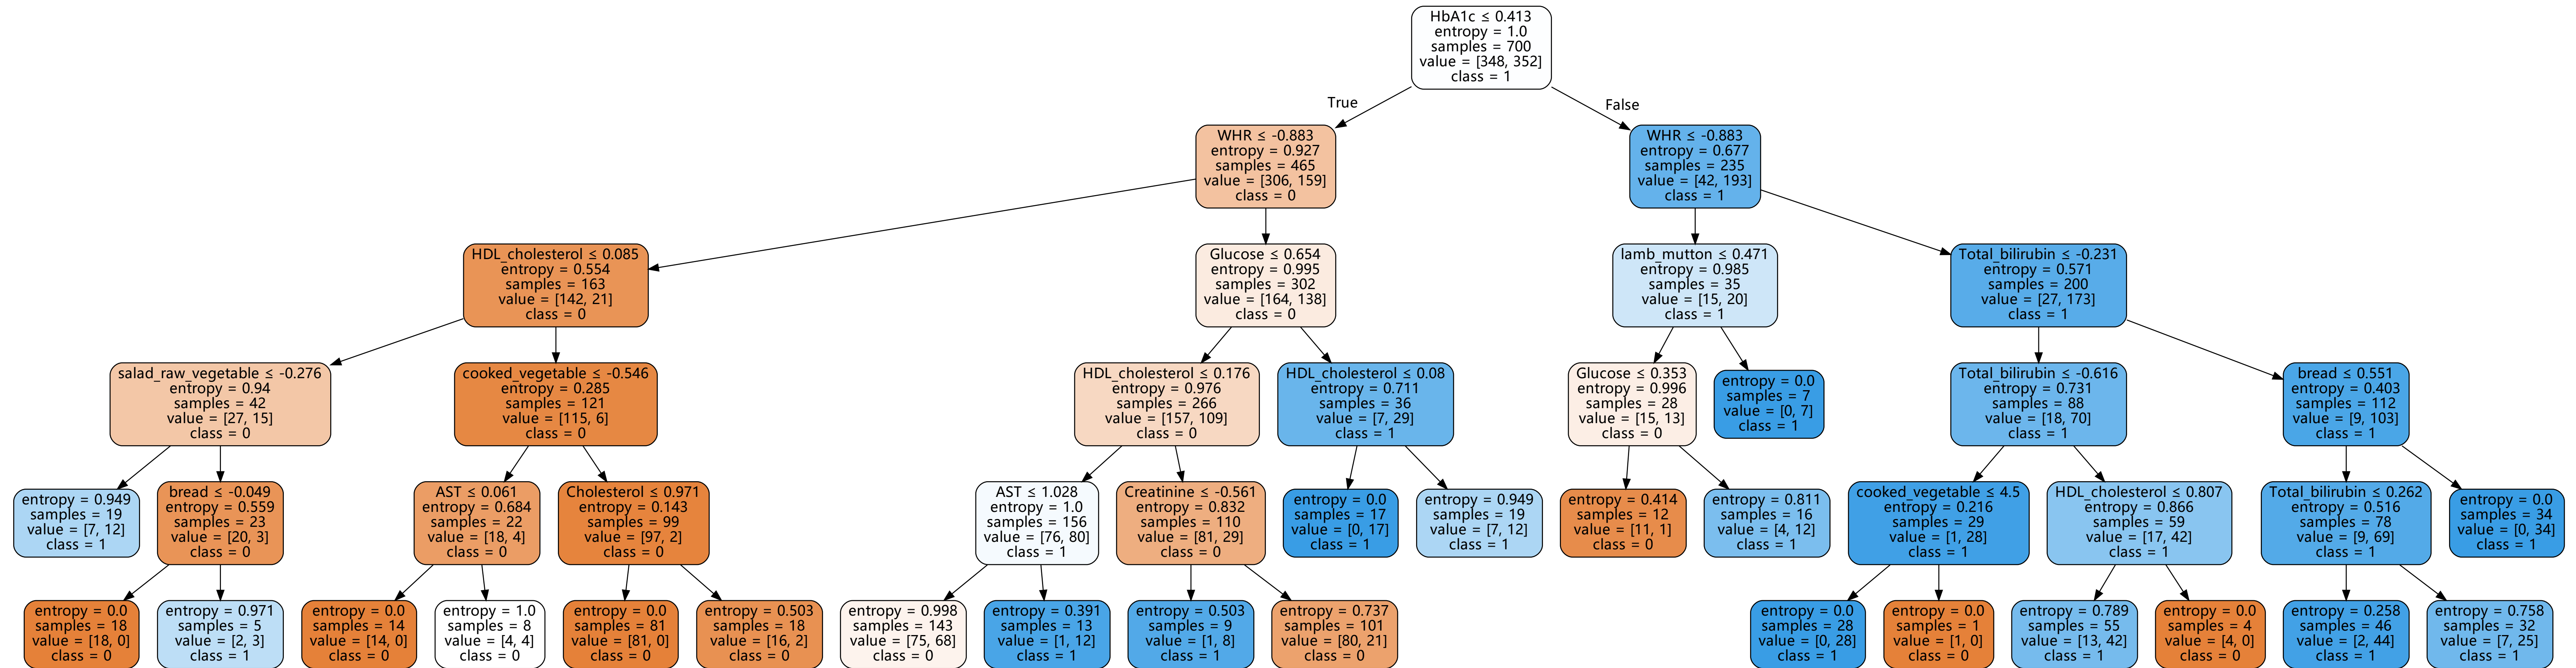 HbA1c ≤ 0.413
entropy = 1.0
samples = 700
value = [348, 352]
class = 1
True
False
WHR ≤ -0.883
entropy = 0.927
samples = 465
value = [306, 159]
class = 0
WHR ≤ -0.883
entropy = 0.677
samples = 235
value = [42, 193]
class = 1
HDL_cholesterol ≤ 0.085
entropy = 0.554
samples = 163
value = [142, 21]
class = 0
Glucose ≤ 0.654
entropy = 0.995
samples = 302
value = [164, 138]
class = 0
lamb_mutton ≤ 0.471
entropy = 0.985
samples = 35
value = [15, 20]
class = 1
Total_bilirubin ≤ -0.231
entropy = 0.571
samples = 200
value = [27, 173]
class = 1
salad_raw_vegetable ≤ -0.276
entropy = 0.94
samples = 42
value = [27, 15]
class = 0
cooked_vegetable ≤ -0.546
entropy = 0.285
samples = 121
value = [115, 6]
class = 0
HDL_cholesterol ≤ 0.176
entropy = 0.976
samples = 266
value = [157, 109]
class = 0
HDL_cholesterol ≤ 0.08
entropy = 0.711
samples = 36
value = [7, 29]
class = 1
Glucose ≤ 0.353
entropy = 0.996
samples = 28
value = [15, 13]
class = 0
entropy = 0.0
samples = 7
value = [0, 7]
class = 1
Total_bilirubin ≤ -0.616
entropy = 0.731
samples = 88
value = [18, 70]
class = 1
bread ≤ 0.551
entropy = 0.403
samples = 112
value = [9, 103]
class = 1
entropy = 0.949
samples = 19
value = [7, 12]
class = 1
bread ≤ -0.049
entropy = 0.559
samples = 23
value = [20, 3]
class = 0
AST ≤ 0.061
entropy = 0.684
samples = 22
value = [18, 4]
class = 0
Cholesterol ≤ 0.971
entropy = 0.143
samples = 99
value = [97, 2]
class = 0
AST ≤ 1.028
entropy = 1.0
samples = 156
value = [76, 80]
class = 1
Creatinine ≤ -0.561
entropy = 0.832
samples = 110
value = [81, 29]
class = 0
entropy = 0.0
samples = 17
value = [0, 17]
class = 1
entropy = 0.949
samples = 19
value = [7, 12]
class = 1
entropy = 0.414
samples = 12
value = [11, 1]
class = 0
entropy = 0.811
samples = 16
value = [4, 12]
class = 1
cooked_vegetable ≤ 4.5
entropy = 0.216
samples = 29
value = [1, 28]
class = 1
HDL_cholesterol ≤ 0.807
entropy = 0.866
samples = 59
value = [17, 42]
class = 1
Total_bilirubin ≤ 0.262
entropy = 0.516
samples = 78
value = [9, 69]
class = 1
entropy = 0.0
samples = 34
value = [0, 34]
class = 1
entropy = 0.0
samples = 18
value = [18, 0]
class = 0
entropy = 0.971
samples = 5
value = [2, 3]
class = 1
entropy = 0.0
samples = 14
value = [14, 0]
class = 0
entropy = 1.0
samples = 8
value = [4, 4]
class = 0
entropy = 0.0
samples = 81
value = [81, 0]
class = 0
entropy = 0.503
samples = 18
value = [16, 2]
class = 0
entropy = 0.998
samples = 143
value = [75, 68]
class = 0
entropy = 0.391
samples = 13
value = [1, 12]
class = 1
entropy = 0.503
samples = 9
value = [1, 8]
class = 1
entropy = 0.737
samples = 101
value = [80, 21]
class = 0
entropy = 0.0
samples = 28
value = [0, 28]
class = 1
entropy = 0.0
samples = 1
value = [1, 0]
class = 0
entropy = 0.789
samples = 55
value = [13, 42]
class = 1
entropy = 0.0
samples = 4
value = [4, 0]
class = 0
entropy = 0.258
samples = 46
value = [2, 44]
class = 1
entropy = 0.758
samples = 32
value = [7, 25]
class = 1